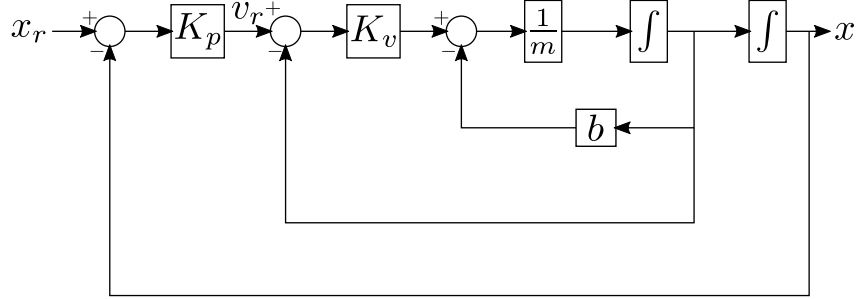 x_r + − K_p v_r + − K_v + − 1/m ∫ ∫ x
b